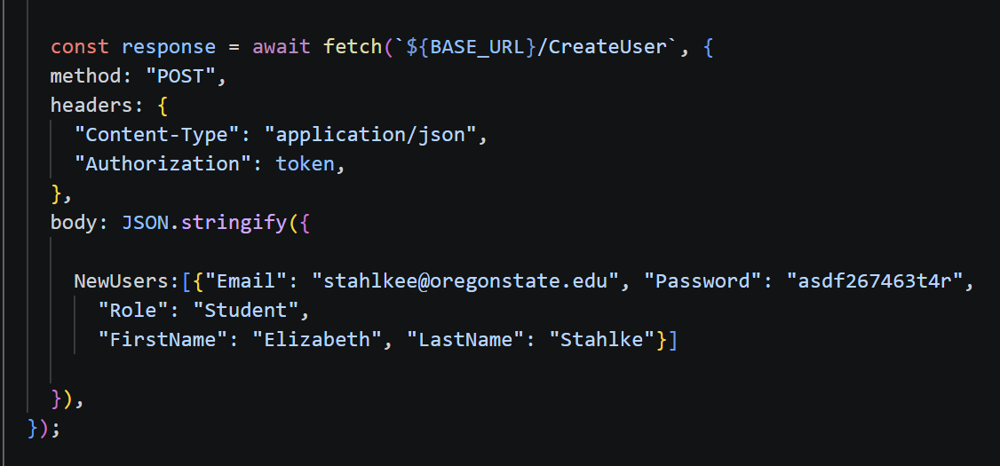 const response = await fetch(`${BASE_URL}/CreateUser`, {
method: "POST",
headers: {
"Content-Type": "application/json",
"Authorization": token,
},
body: JSON.stringify({
NewUsers:[{"Email": "stahlkee@oregonstate.edu", "Password": "asdf267463t4r",
"Role": "Student",
"FirstName": "Elizabeth", "LastName": "Stahlke"}]
}),
});